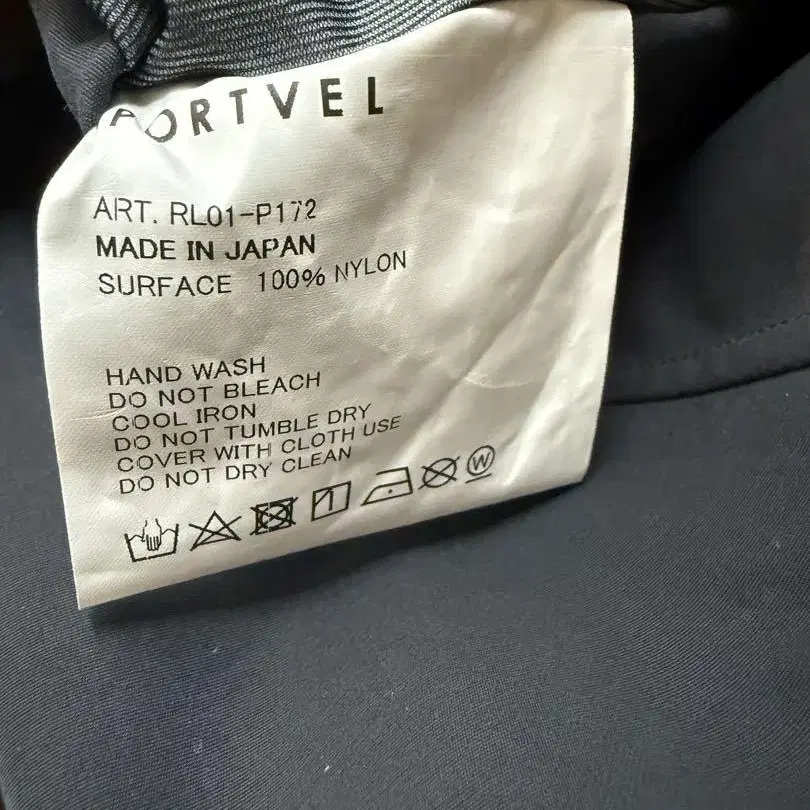 PORTVEL
ART. RL01-P172
MADE IN JAPAN
SURFACE 100% NYLON
HAND WASH
DO NOT BLEACH
COOL IRON
DO NOT TUMBLE DRY
COVER WITH CLOTH USE
DO NOT DRY CLEAN
W